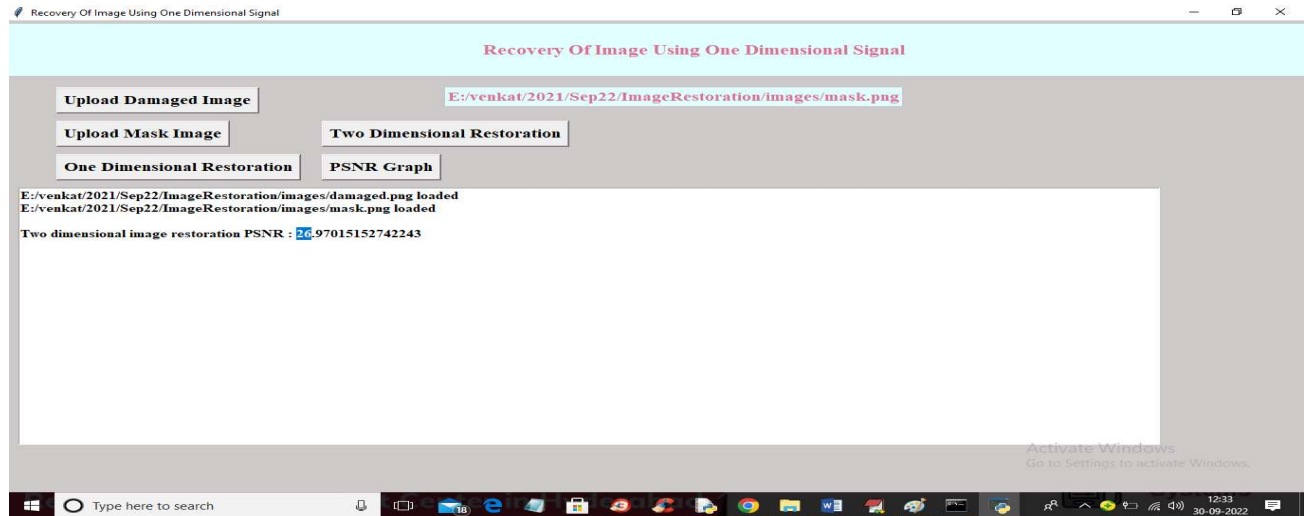 Recovery Of Image Using One Dimensional Signal
Recovery Of Image Using One Dimensional Signal
Upload Damaged Image
E:/venkat/2021/Sep22/ImageRestoration/images/mask.png
Upload Mask Image
Two Dimensional Restoration
One Dimensional Restoration
PSNR Graph
E:/venkat/2021/Sep22/ImageRestoration/images/damaged.png loaded
E:/venkat/2021/Sep22/ImageRestoration/images/mask.png loaded
Two dimensional image restoration PSNR : 26.97015152742243
Activate Windows
Go to Settings to activate Windows.
Type here to search
18
12:33
30-09-2022